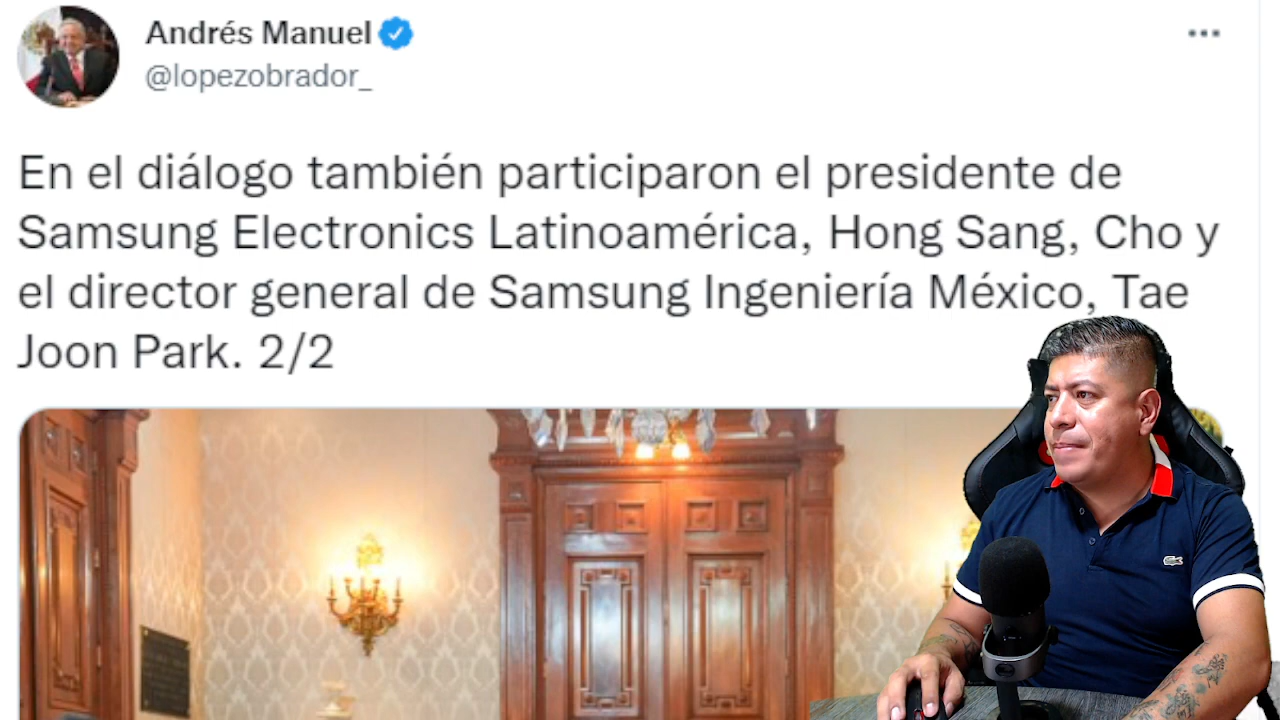 Andrés Manuel
@lopezobrador_
En el diálogo también participaron el presidente de
Samsung Electronics Latinoamérica, Hong Sang, Cho y
el director general de Samsung Ingeniería México, Tae
Joon Park. 2/2